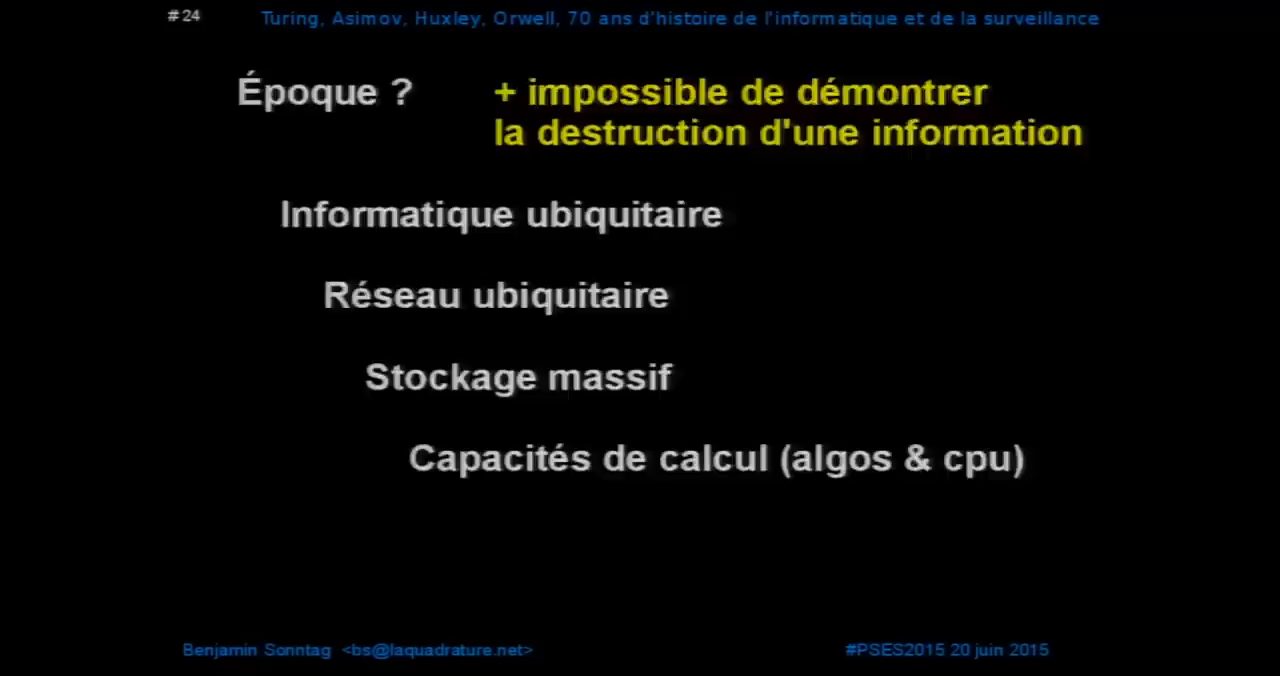 #24
Turing, Asimov, Huxley, Orwell, 70 ans d'histoire de l'informatique et de la surveillance
Époque ?
+ impossible de démontrer
la destruction d'une information
Informatique ubiquitaire
Réseau ubiquitaire
Stockage massif
Capacités de calcul (algos & cpu)
Benjamin Sonntag <bs@laquadrature.net>
#PSES2015 20 juin 2015